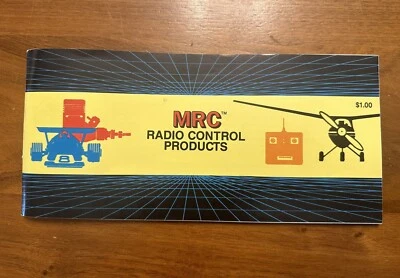 MRC™
RADIO CONTROL
PRODUCTS
$1.00